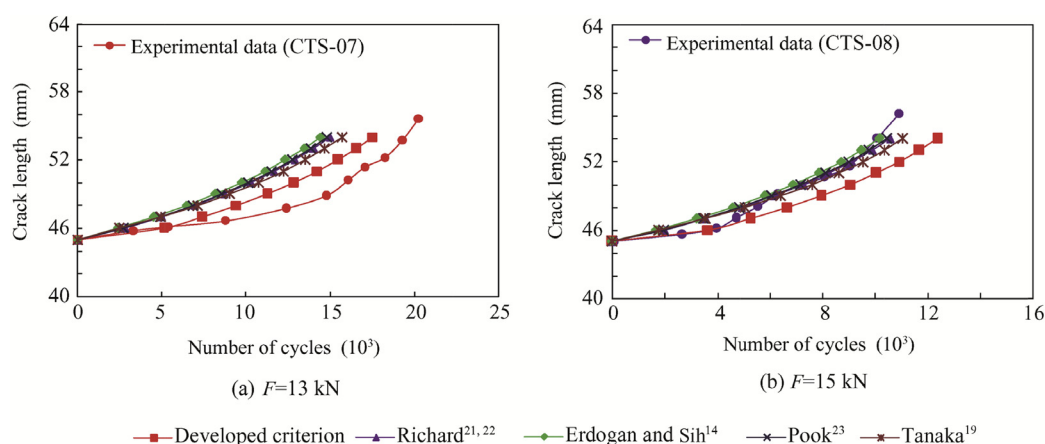 64
58
52
46
40
Crack length (mm)
Experimental data (CTS-07)
0 5 10 15 20 25
Number of cycles (10³)
(a) F=13 kN
64
58
52
46
40
Crack length (mm)
Experimental data (CTS-08)
0 4 8 12 16
Number of cycles (10³)
(b) F=15 kN
Developed criterion Richard²¹, ²² Erdogan and Sih¹⁴ Pook²³ Tanaka¹⁹